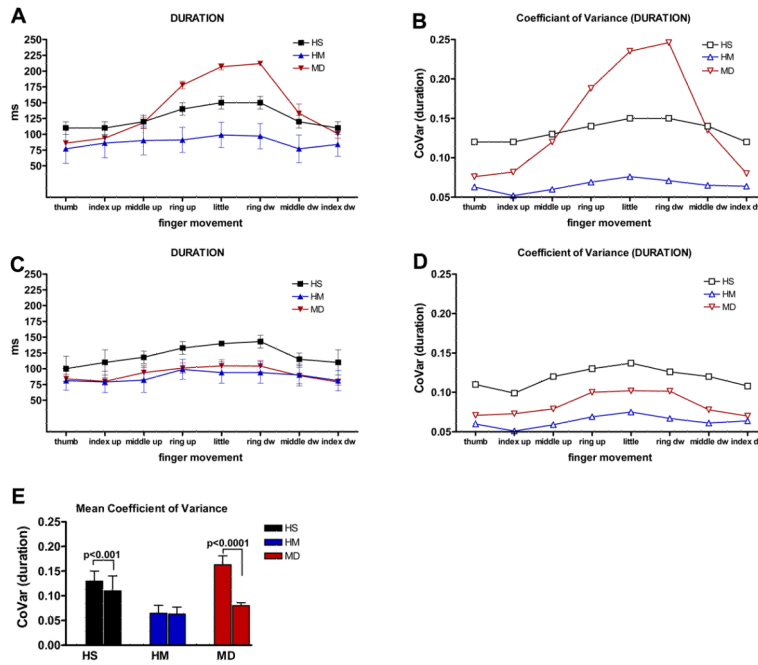 A
DURATION
HS
HM
MD
250
225
200
175
150
125
100
75
50
ms
thumb index up middle up ring up little ring dw middle dw index dw
finger movement
B
Coefficiant of Variance (DURATION)
HS
HM
MD
0.25
0.20
0.15
0.10
0.05
CoVar (duration)
thumb index up middle up ring up little ring dw middle dw index d
finger movement
C
DURATION
HS
HM
MD
250
225
200
175
150
125
100
75
50
ms
thumb index up middle up ring up little ring dw middle dw index dw
finger movement
D
Coefficient of Variance (DURATION)
HS
HM
MD
0.25
0.20
0.15
0.10
0.05
CoVar (duration)
thumb index up middle up ring up little ring dw middle dw index d
finger movement
E
Mean Coefficient of Variance
HS
HM
MD
0.25
0.20
0.15
0.10
0.05
0.00
CoVar (duration)
p<0.001
p<0.0001
HS HM MD